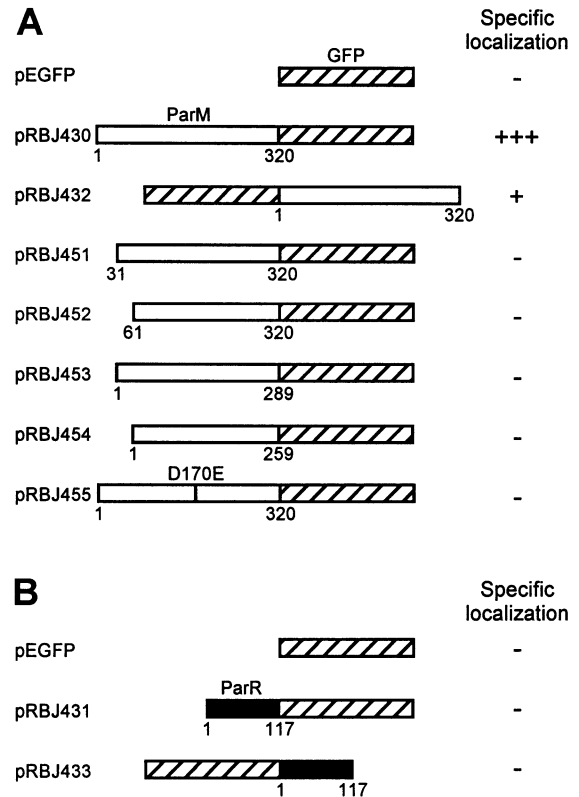 A
Specific
localization
GFP
pEGFP -
ParM
pRBJ430 +++
1 320
pRBJ432 +
1 320
pRBJ451 -
31 320
pRBJ452 -
61 320
pRBJ453 -
1 289
pRBJ454 -
1 259
D170E
pRBJ455 -
1 320
B
Specific
localization
pEGFP -
ParR
pRBJ431 -
1 117
pRBJ433 -
1 117